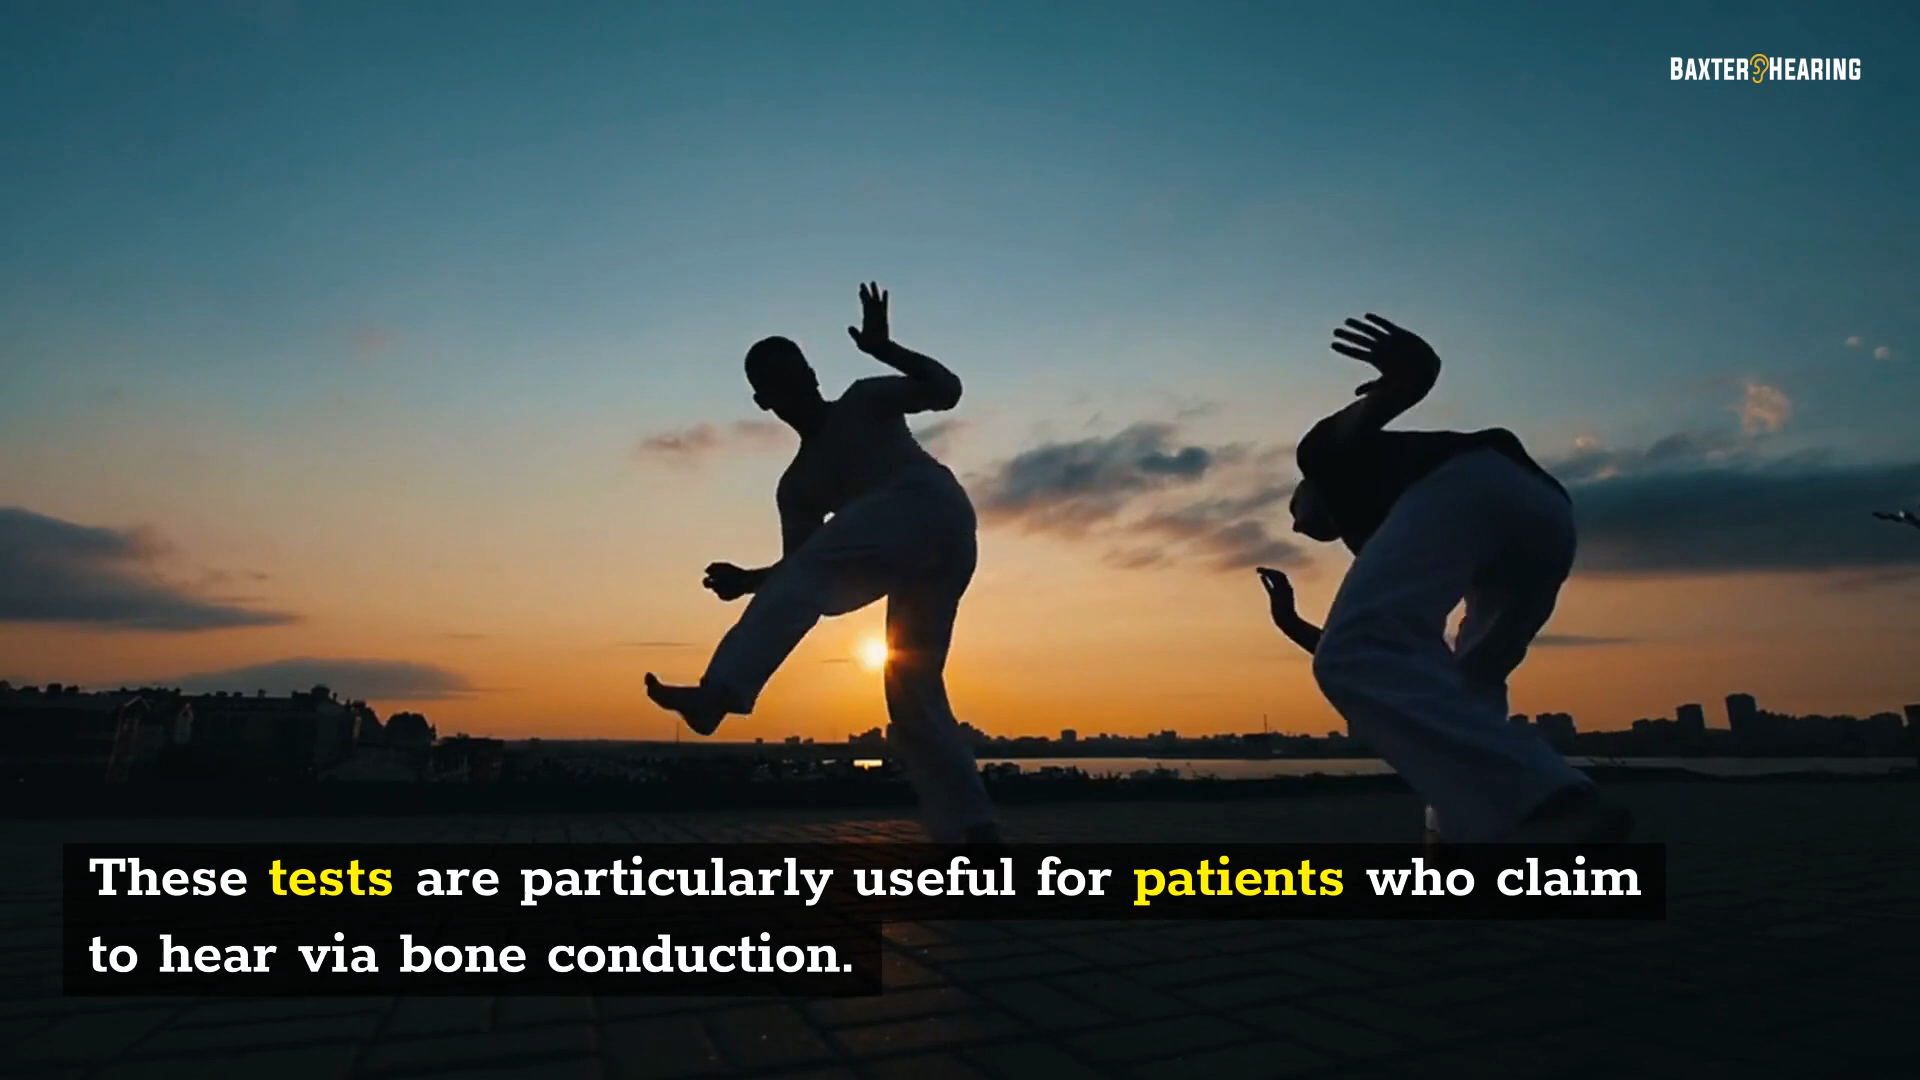 BAXTER HEARING
These tests are particularly useful for patients who claim
to hear via bone conduction.